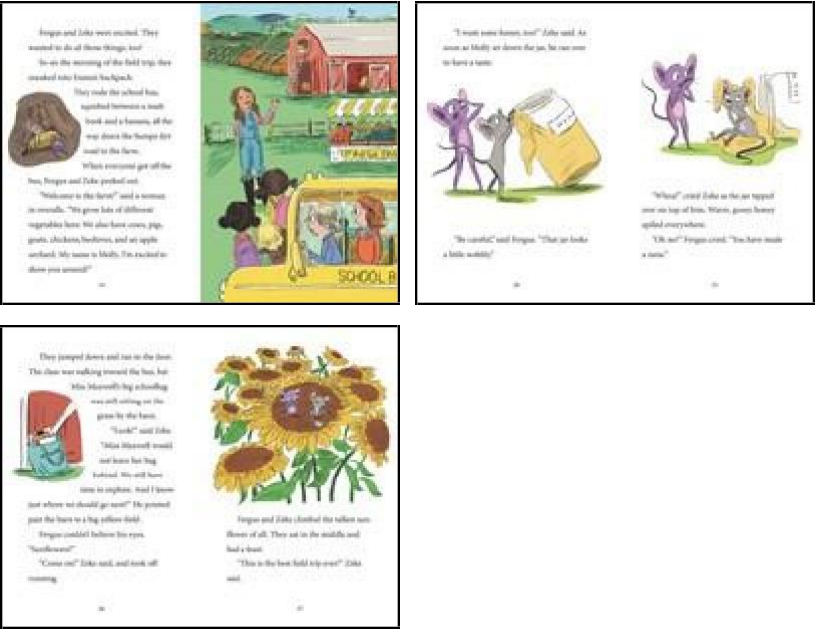 Fergus and Zeke were excited. They
wanted to do all those things, too!
So on the morning of the field trip, they
sneaked into Emma's backpack.
They rode the school bus,
squished between a math
book and a banana, all the
way down the bumpy dirt
road to the farm.
When everyone got off the
bus, Fergus and Zeke peeked out.
"Welcome to the farm!" said a woman
in overalls. "We grow lots of different
vegetables here. We also have cows, pigs,
goats, chickens, beehives, and an apple
orchard. My name is Molly. I'm excited to
show you around!"
SCHOOL B
"I want some honey, too!" Zeke said. As
soon as Molly set down the jar, he ran over
to have a taste.
"Be careful," said Fergus. "That jar looks
a little wobbly."
"Whoa!" cried Zeke as the jar tipped
over on top of him. Warm, gooey honey
spilled everywhere.
"Oh no!" Fergus cried. "You have made
a mess."
They jumped down and ran to the door.
The class was walking toward the bus, but
Miss Maxwell's big schoolbag
was still sitting on the
grass by the barn.
"Look!" said Zeke.
"Miss Maxwell would
not leave her bag
behind. We still have
time to explore. And I know
just where we should go next!" He pointed
past the barn to a big yellow field.
Fergus couldn't believe his eyes.
"Sunflowers!"
"Come on!" Zeke said, and took off
running.
Fergus and Zeke climbed the tallest sun-
flower of all. They sat in the middle and
had a feast.
"This is the best field trip ever!" Zeke
said.